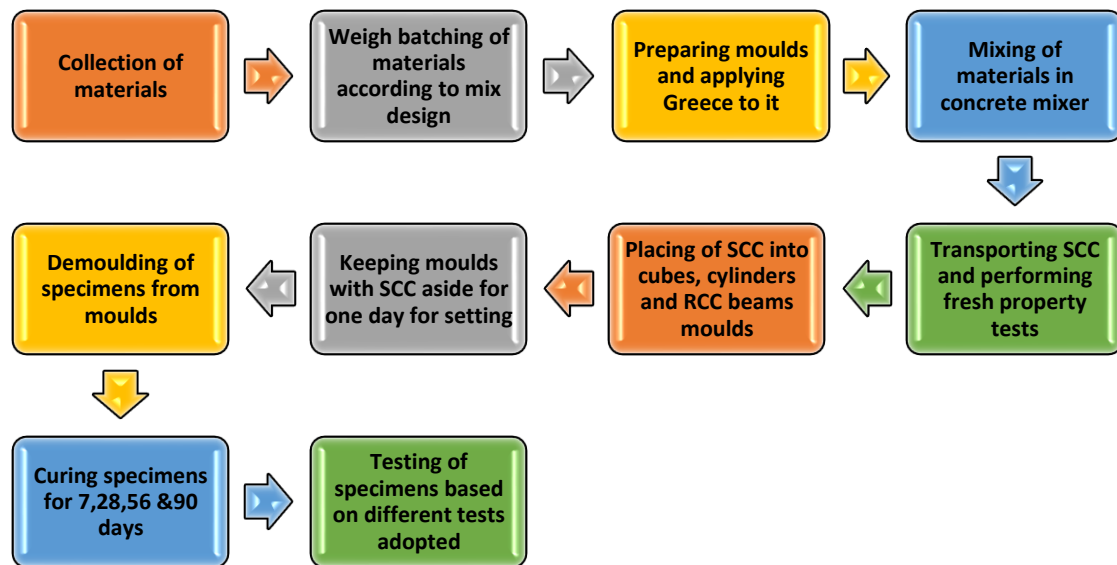 Collection of
materials
Weigh batching of
materials
according to mix
design
Preparing moulds
and applying
Greece to it
Mixing of
materials in
concrete mixer
Transporting SCC
and performing
fresh property
tests
Placing of SCC into
cubes, cylinders
and RCC beams
moulds
Keeping moulds
with SCC aside for
one day for setting
Demoulding of
specimens from
moulds
Curing specimens
for 7,28,56 &90
days
Testing of
specimens based
on different tests
adopted